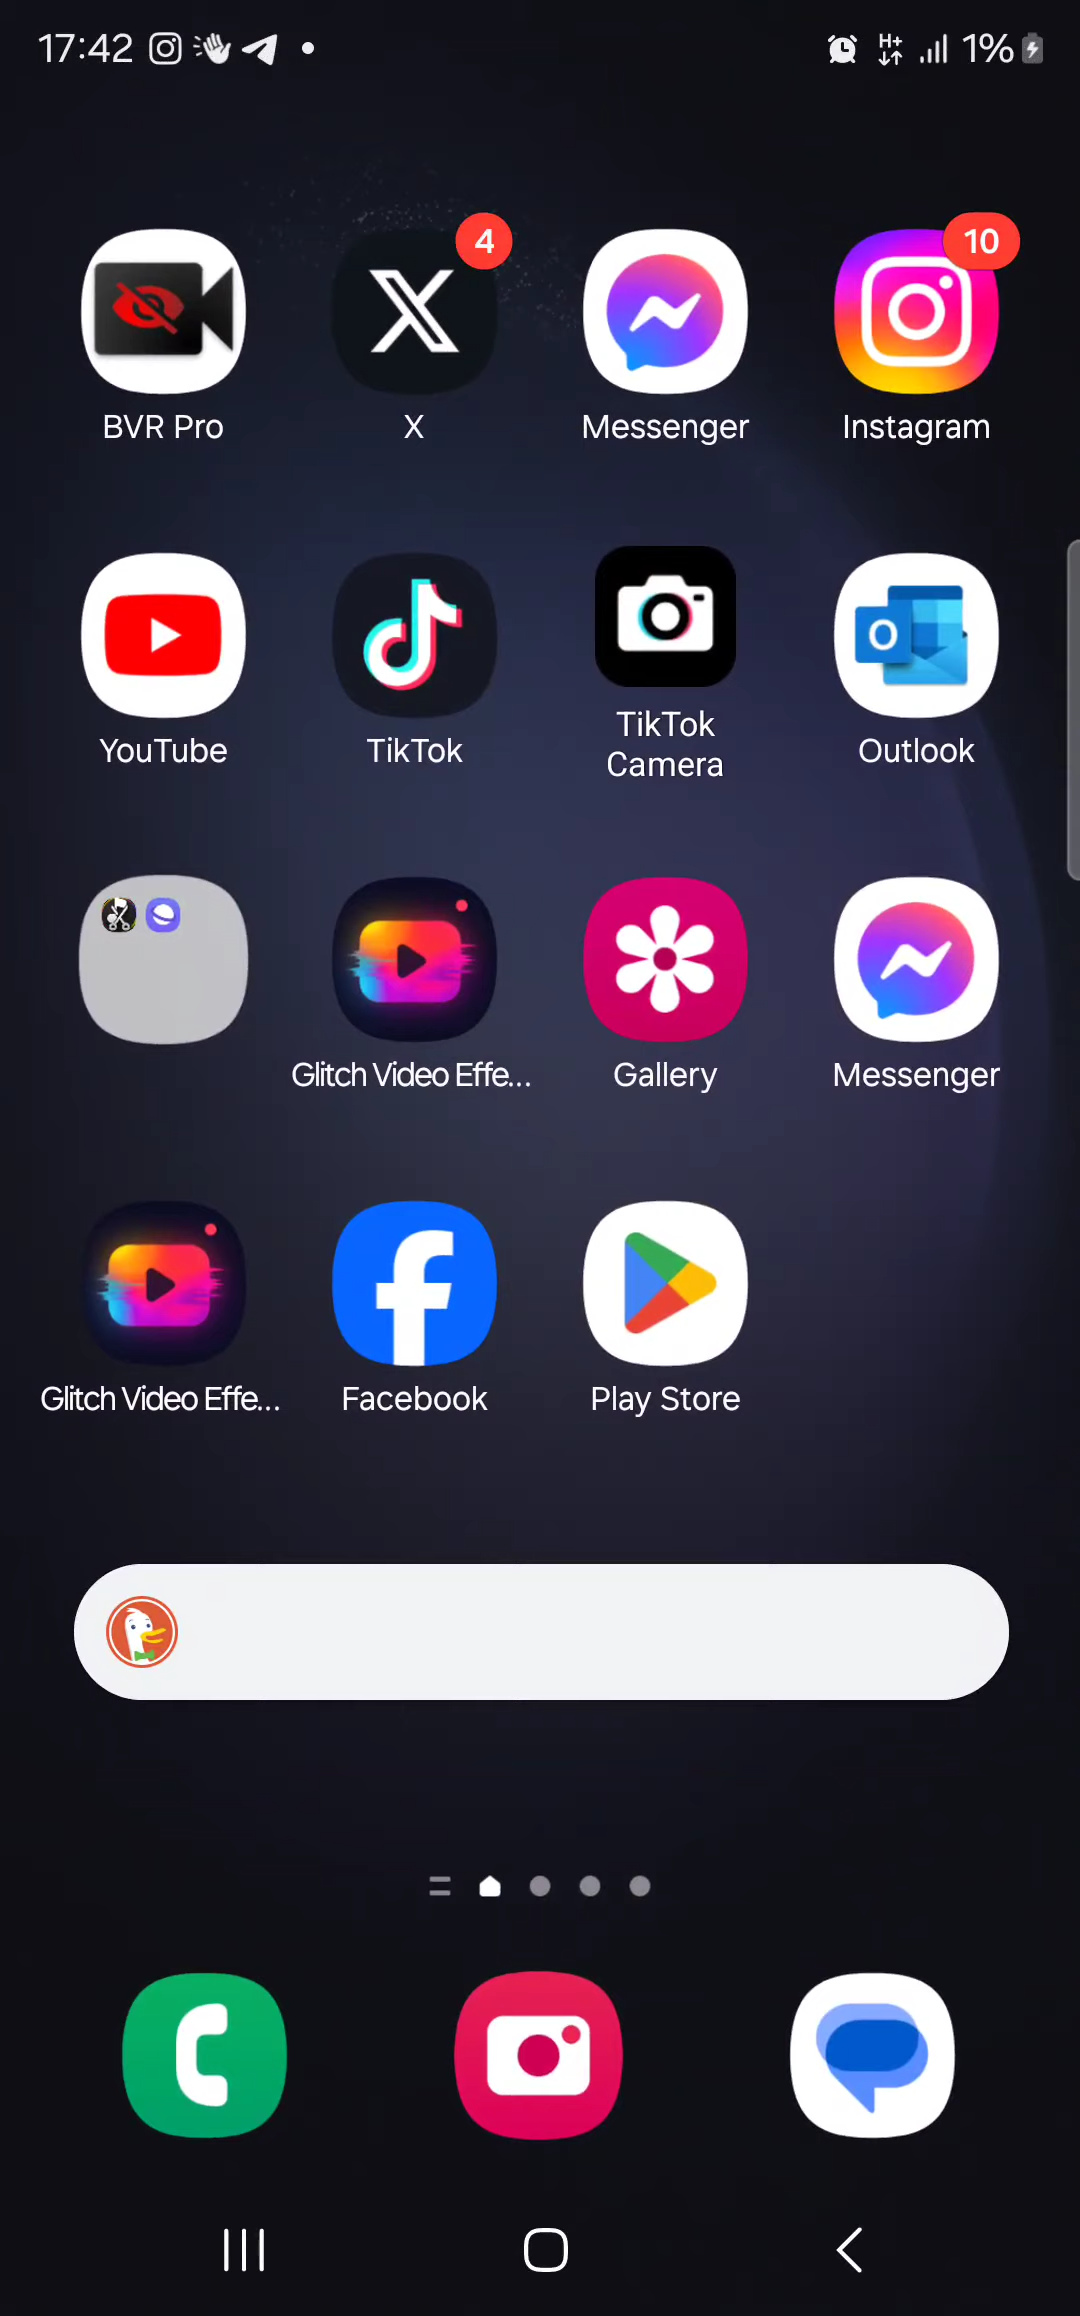 17:42
H+
1%
4
10
BVR Pro
X
Messenger
Instagram
YouTube
TikTok
TikTok
Camera
Outlook
Glitch Video Effe...
Gallery
Messenger
Glitch Video Effe...
Facebook
Play Store